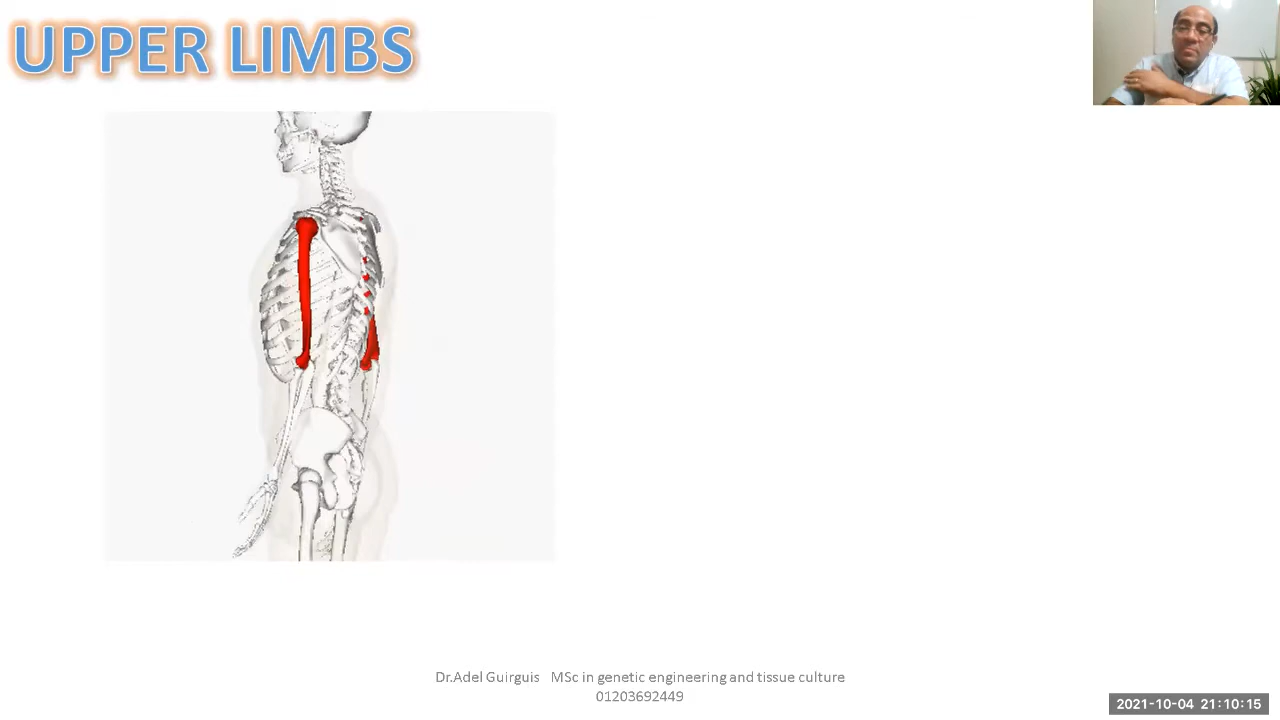 UPPER LIMBS
Dr.Adel Guirguis MSc in genetic engineering and tissue culture
01203692449
2021-10-04 21:10:15